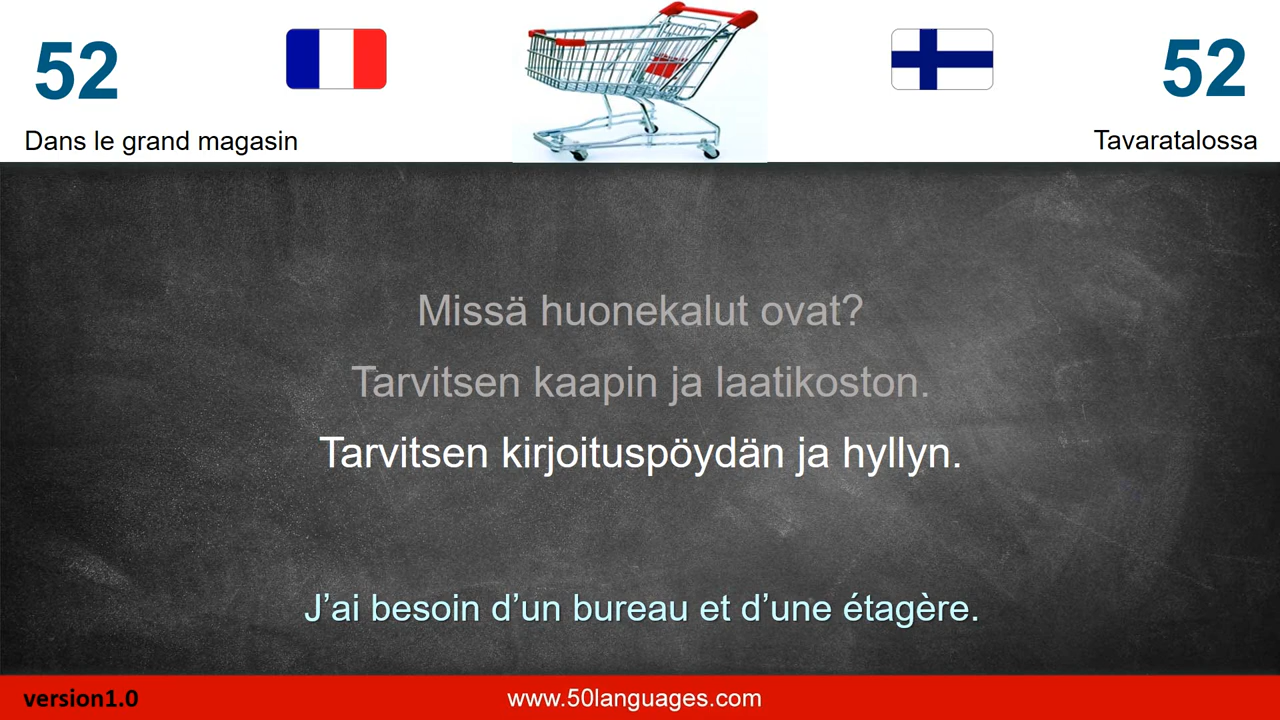 52
52
Dans le grand magasin
Tavaratalossa
Missä huonekalut ovat?
Tarvitsen kaapin ja laatikoston.
Tarvitsen kirjoituspöydän ja hyllyn.
J’ai besoin d’un bureau et d’une étagère.
version1.0
www.50languages.com